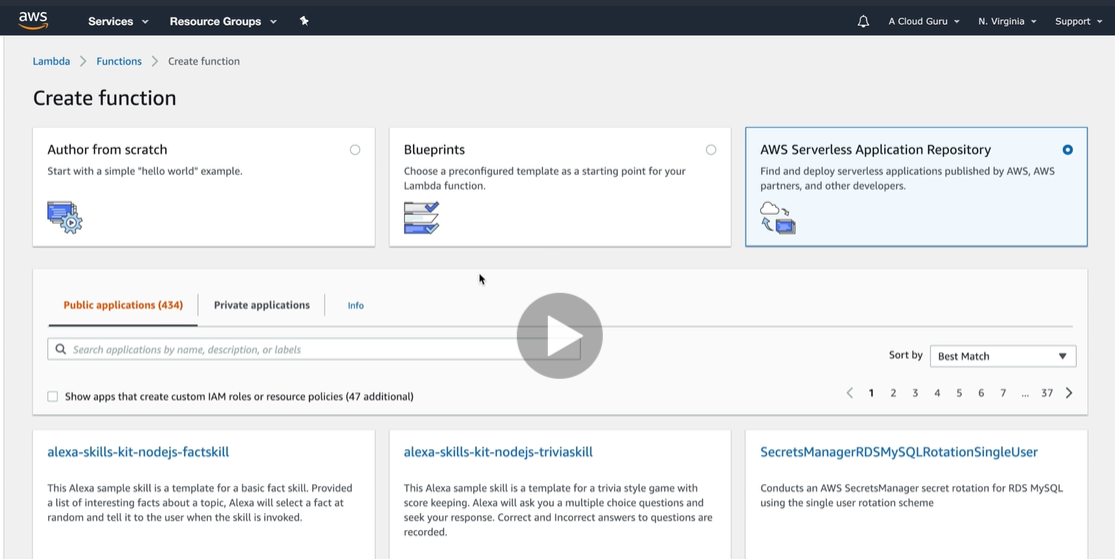 aws Services Resource Groups A Cloud Guru N. Virginia Support
Lambda Functions Create function
Create function
Author from scratch
Start with a simple "hello world" example.
Blueprints
Choose a preconfigured template as a starting point for your
Lambda function.
AWS Serverless Application Repository
Find and deploy serverless applications published by AWS, AWS
partners, and other developers.
Public applications (434) Private applications Info
Search applications by name, description, or labels
Sort by Best Match
Show apps that create custom IAM roles or resource policies (47 additional)
1 2 3 4 5 6 7 ... 37
alexa-skills-kit-nodejs-factskill
This Alexa sample skill is a template for a basic fact skill. Provided
a list of interesting facts about a topic, Alexa will select a fact at
random and tell it to the user when the skill is invoked.
alexa-skills-kit-nodejs-triviaskill
This Alexa sample skill is a template for a trivia style game with
score keeping. Alexa will ask you a multiple choice questions and
seek your response. Correct and Incorrect answers to questions are
recorded.
SecretsManagerRDSMySQLRotationSingleUser
Conducts an AWS SecretsManager secret rotation for RDS MySQL
using the single user rotation scheme